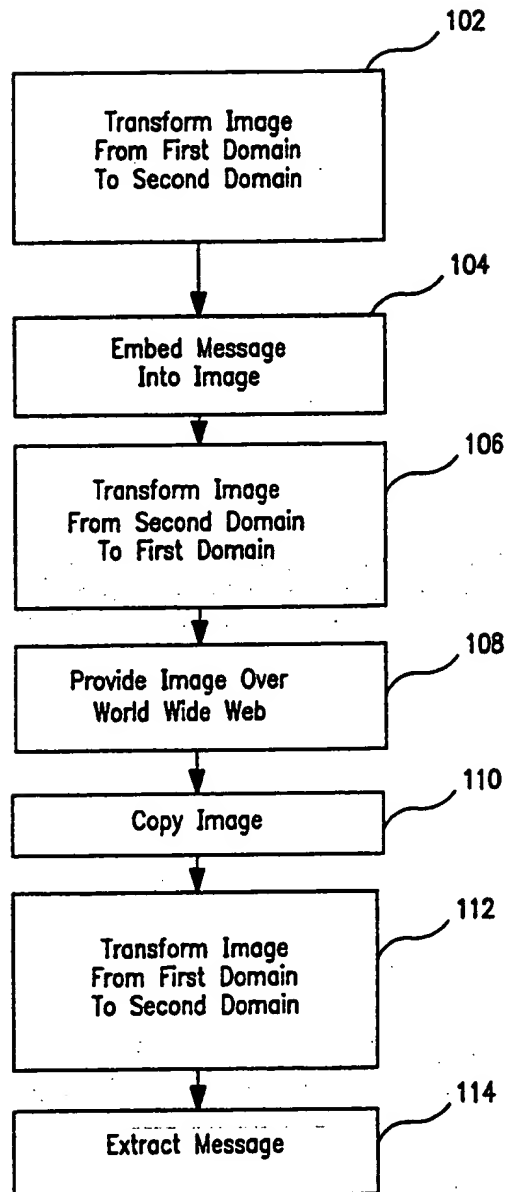 102
Transform Image
From First Domain
To Second Domain
104
Embed Message
Into Image
106
Transform Image
From Second Domain
To First Domain
108
Provide Image Over
World Wide Web
110
Copy Image
112
Transform Image
From First Domain
To Second Domain
114
Extract Message